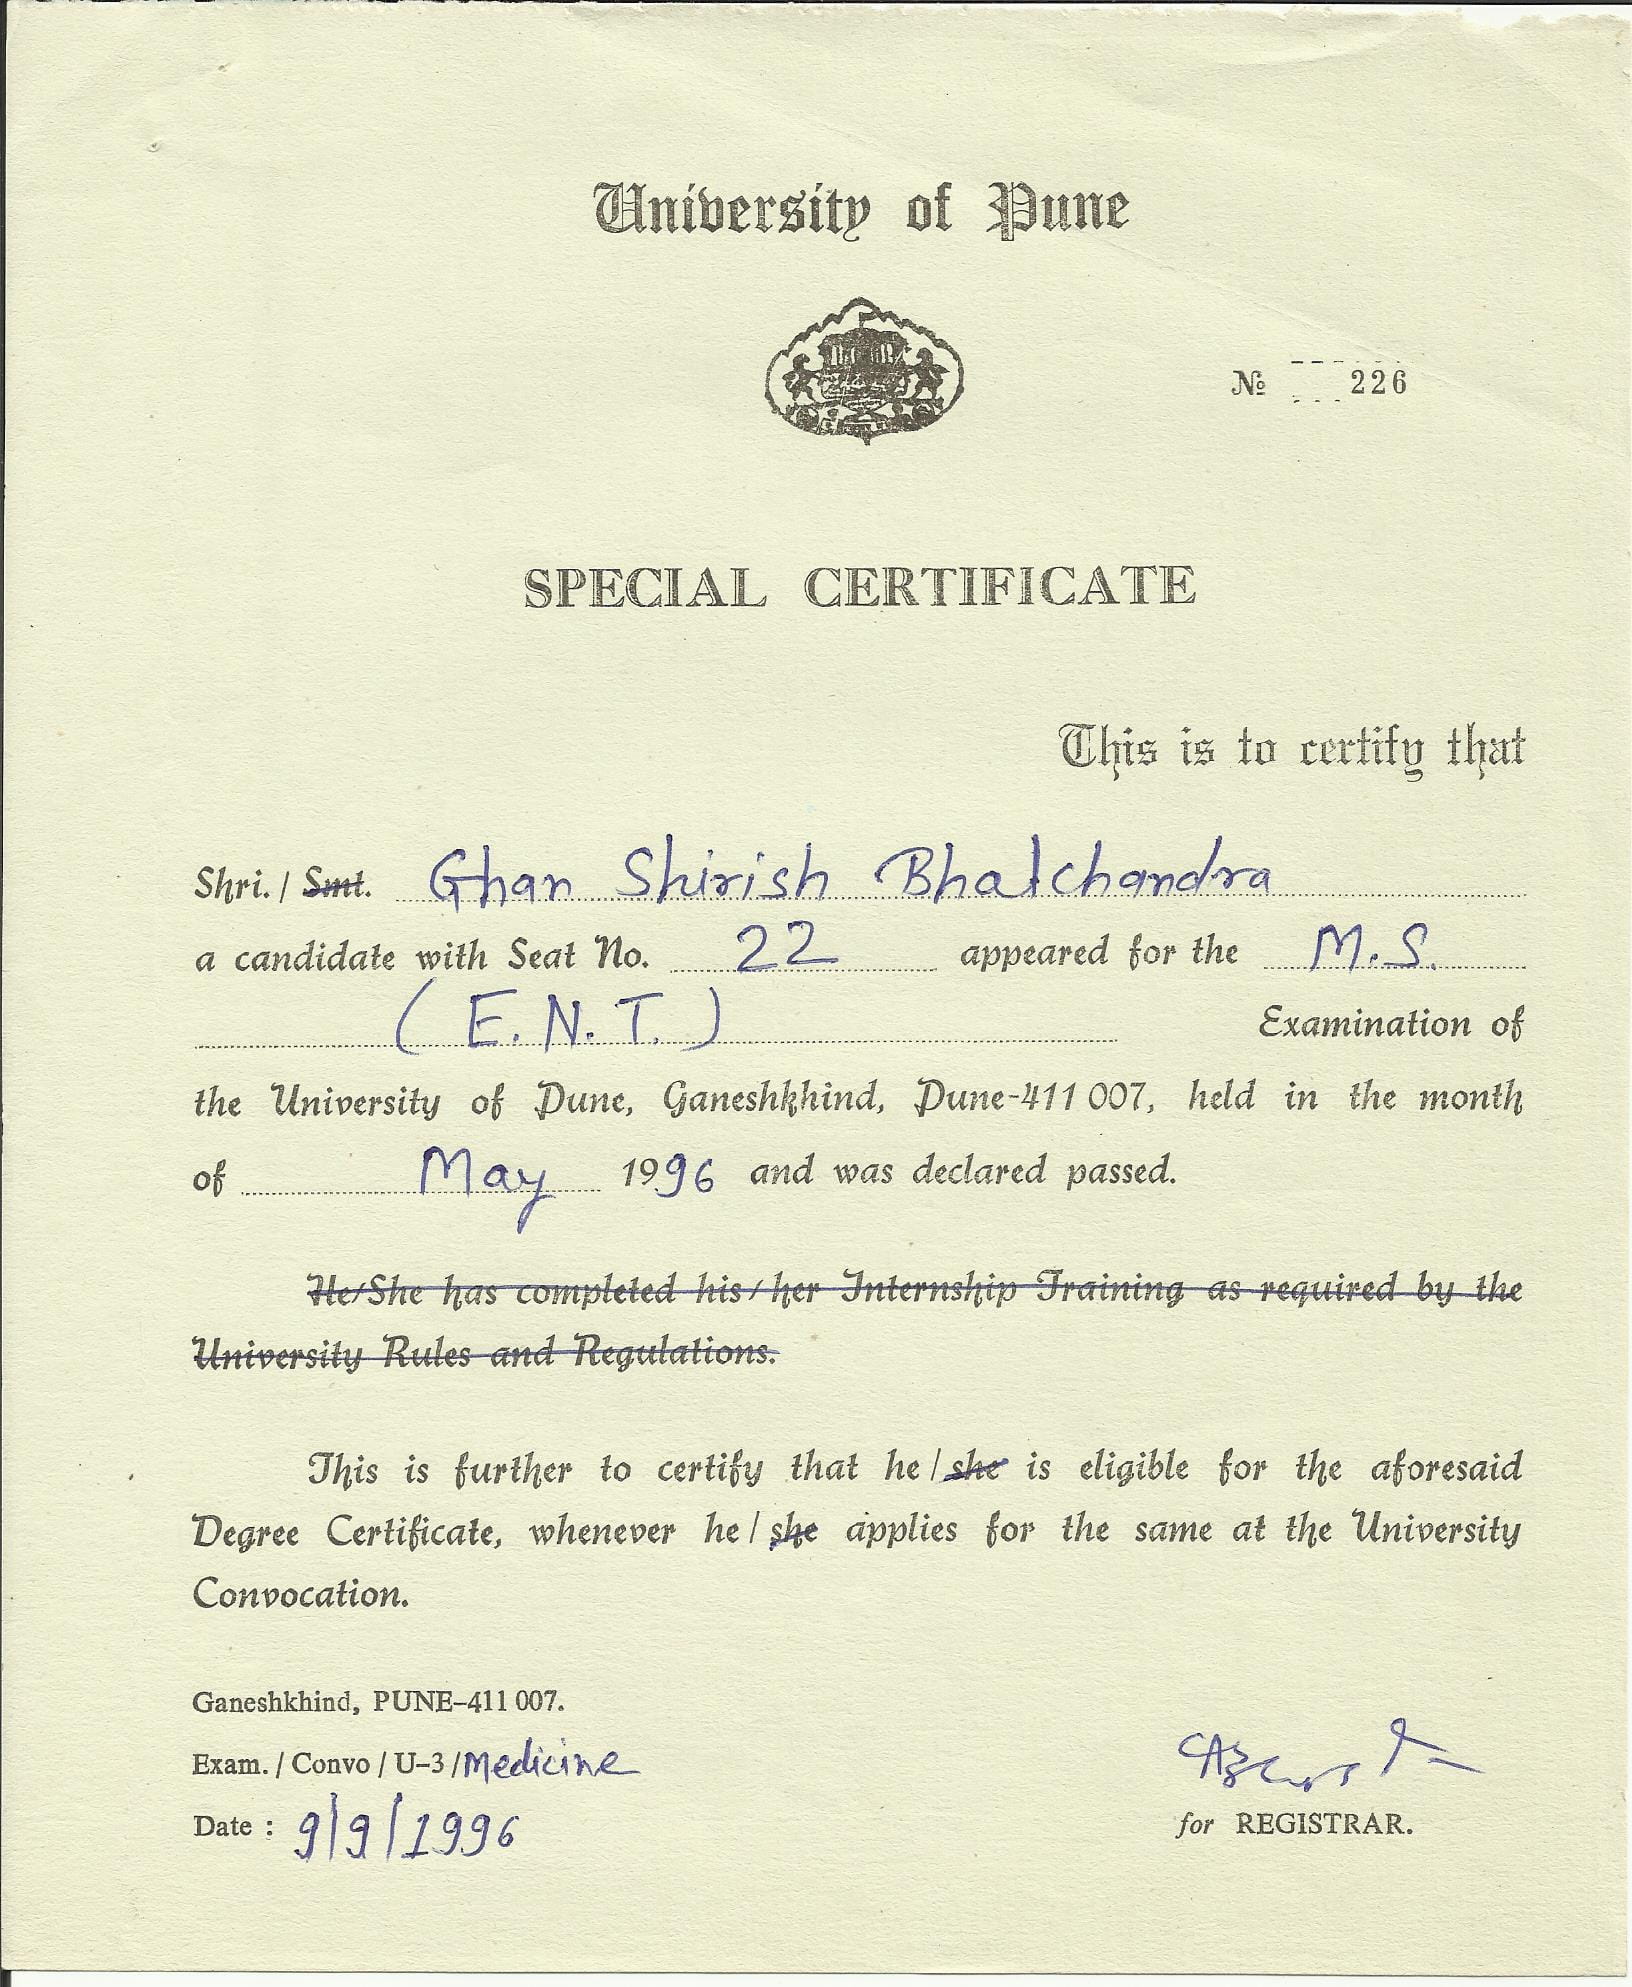 University of Pune
№ 226
SPECIAL CERTIFICATE
This is to certify that
Shri. / Smt. Ghan Shirish Bhalchandra
a candidate with Seat No. 22 appeared for the M.S.
(E.N.T.) Examination of
the University of Pune, Ganeshkhind, Pune-411 007, held in the month
of May 1996 and was declared passed.
He/She has completed his/her Internship Training as required by the
University Rules and Regulations.
This is further to certify that he / she is eligible for the aforesaid
Degree Certificate, whenever he / she applies for the same at the University
Convocation.
Ganeshkhind, PUNE-411 007.
Exam. / Convo / U-3 / Medicine
Date : 9/9/1996
for REGISTRAR.